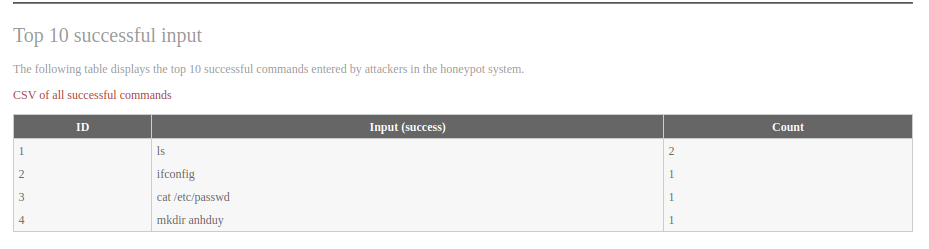 Top 10 successful input
The following table displays the top 10 successful commands entered by attackers in the honeypot system.
CSV of all successful commands
ID Input (success) Count
1 ls 2
2 ifconfig 1
3 cat /etc/passwd 1
4 mkdir anhduy 1